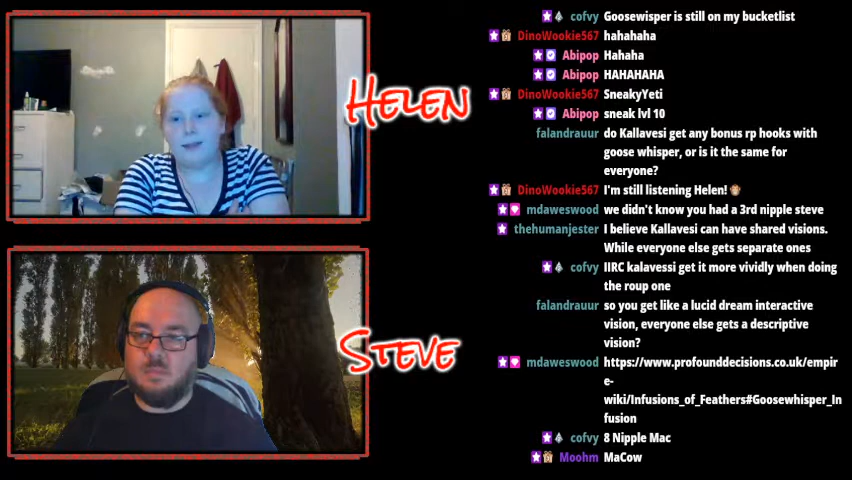 Helen
Steve
cofvy Goosewisper is still on my bucketlist
DinoWookie567 hahahaha
Abipop Hahaha
Abipop HAHAHAHA
DinoWookie567 SneakyYeti
Abipop sneak lvl 10
falandrauur do Kallavesi get any bonus rp hooks with
goose whisper, or is it the same for
everyone?
DinoWookie567 I'm still listening Helen!
mdaweswood we didn't know you had a 3rd nipple steve
thehumanjester I believe Kallavesi can have shared visions.
While everyone else gets separate ones
cofvy IIRC kalavessi get it more vividly when doing
the roup one
falandrauur so you get like a lucid dream interactive
vision, everyone else gets a descriptive
vision?
mdaweswood https://www.profounddecisions.co.uk/empir
e-
wiki/Infusions_of_Feathers#Goosewhisper_In
fusion
cofvy 8 Nipple Mac
Moohm MaCow